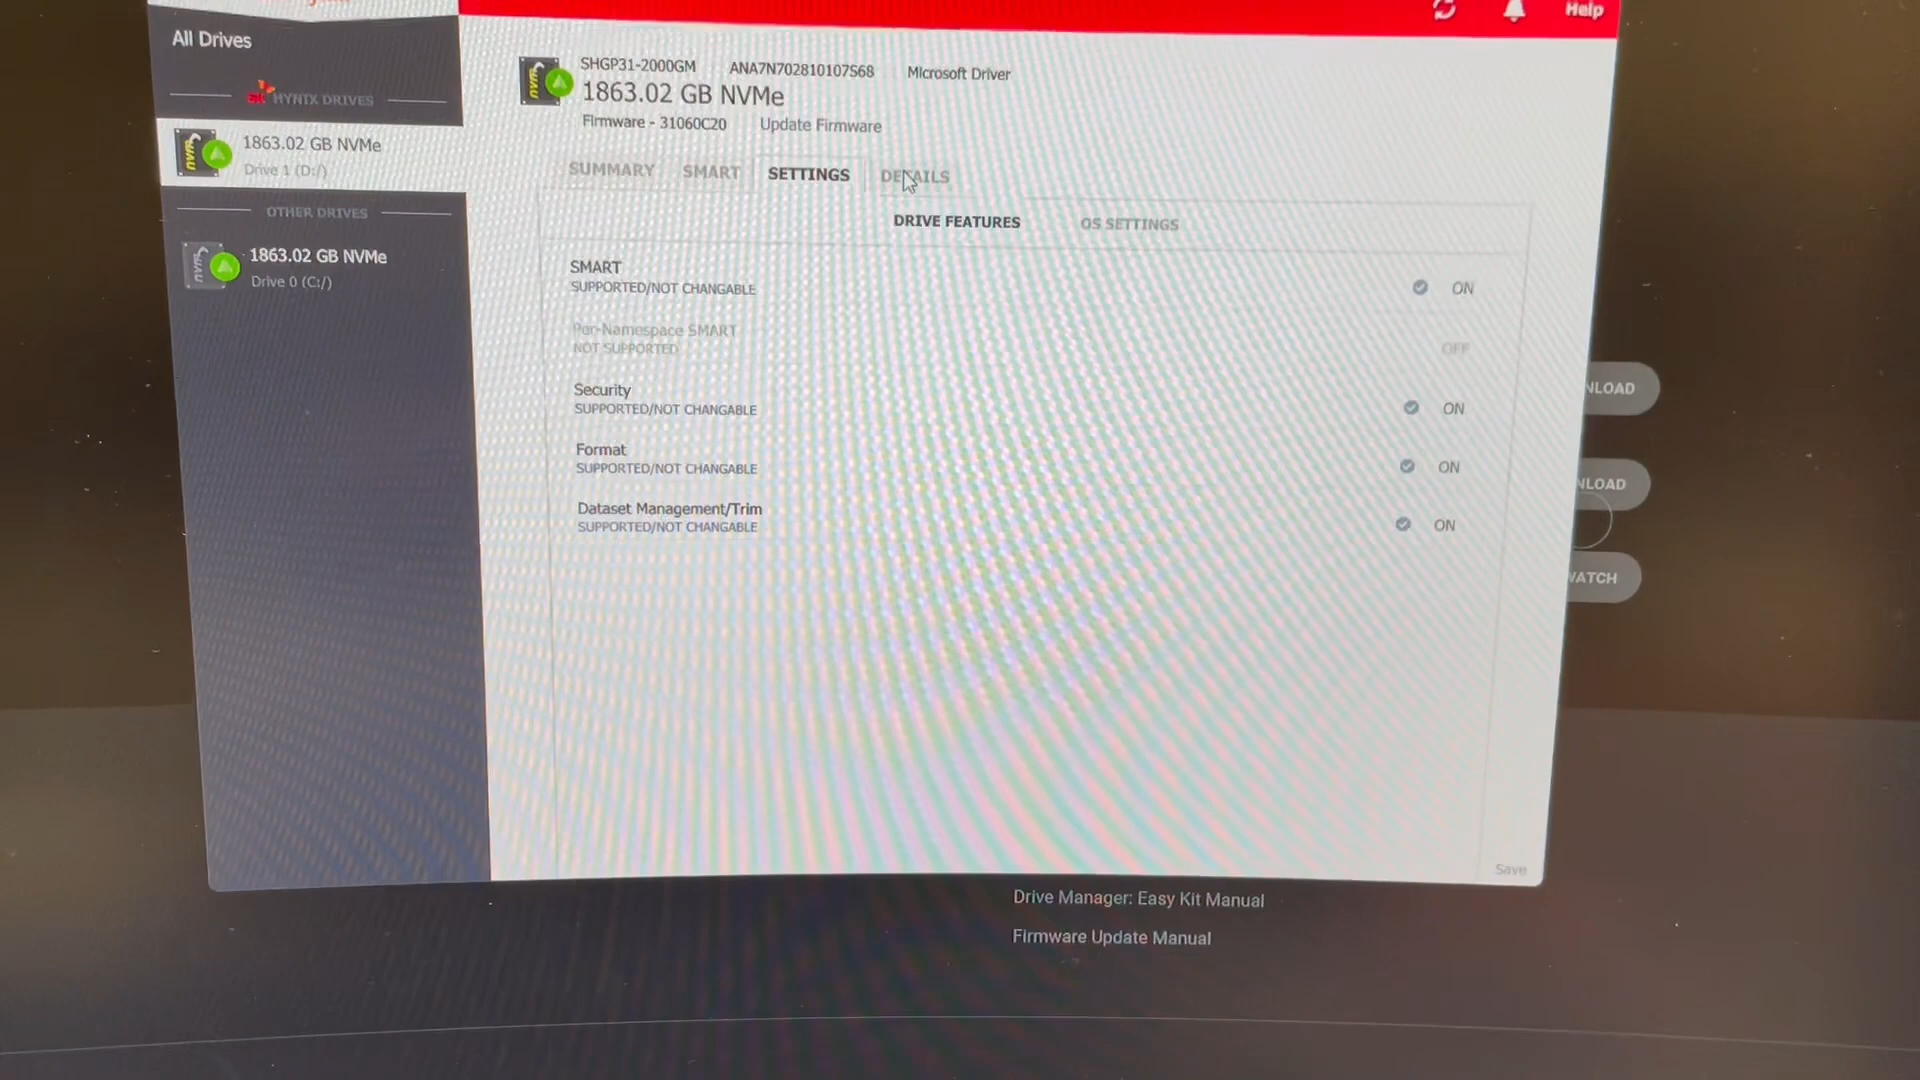 Help
All Drives
HYNIX DRIVES
1863.02 GB NVMe
Drive 1 (D:/)
OTHER DRIVES
1863.02 GB NVMe
Drive 0 (C:/)
SHGP31-2000GM ANA7N702810107S68 Microsoft Driver
1863.02 GB NVMe
Firmware - 31060C20 Update Firmware
SUMMARY SMART SETTINGS DETAILS
DRIVE FEATURES OS SETTINGS
SMART
SUPPORTED/NOT CHANGABLE
ON
Per-Namespace SMART
NOT SUPPORTED
OFF
Security
SUPPORTED/NOT CHANGABLE
ON
Format
SUPPORTED/NOT CHANGABLE
ON
Dataset Management/Trim
SUPPORTED/NOT CHANGABLE
ON
Save
NLOAD
NLOAD
WATCH
Drive Manager: Easy Kit Manual
Firmware Update Manual